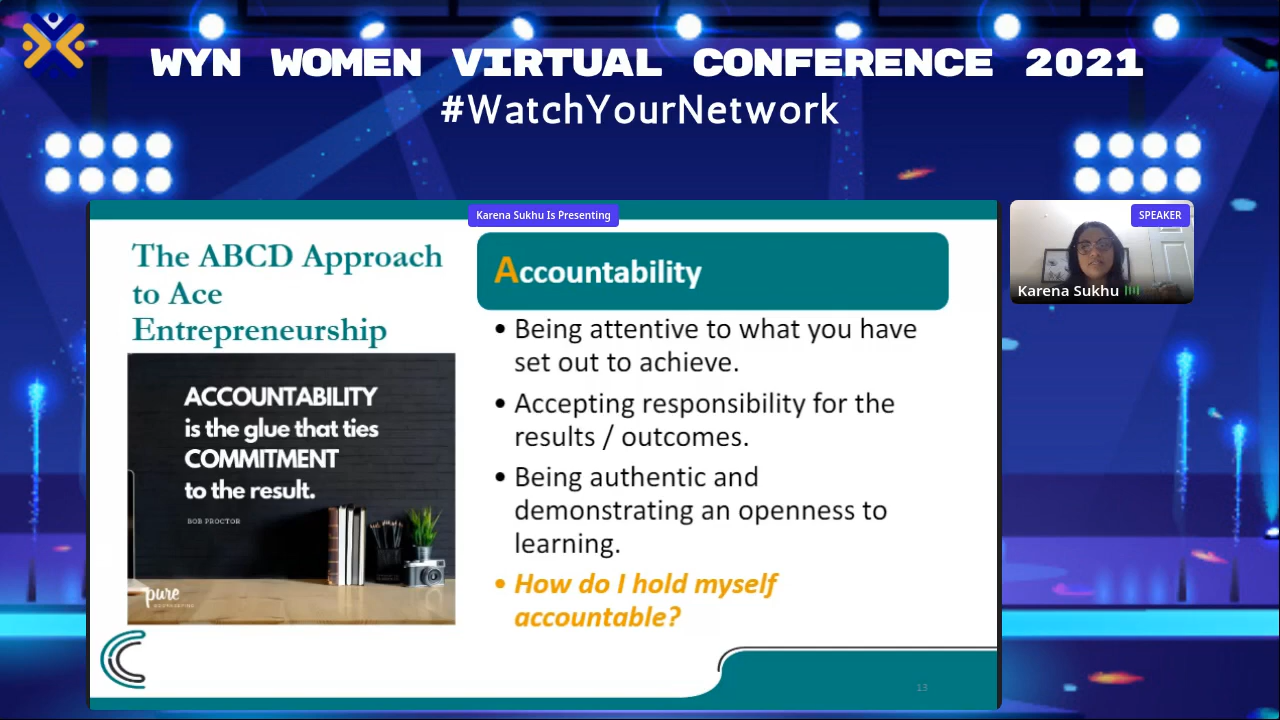 WYN WOMEN VIRTUAL CONFERENCE 2021
#WatchYourNetwork
Karena Sukhu Is Presenting
The ABCD Approach
to Ace
Entrepreneurship
ACCOUNTABILITY
is the glue that ties
COMMITMENT
to the result.
BOB PROCTOR
pure
Accountability
• Being attentive to what you have
set out to achieve.
• Accepting responsibility for the
results / outcomes.
• Being authentic and
demonstrating an openness to
learning.
• How do I hold myself
accountable?
13
SPEAKER
Karena Sukhu